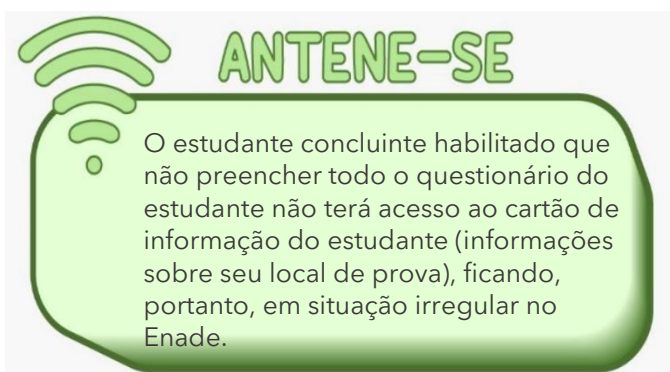 ANTENE-SE
O estudante concluinte habilitado que
não preencher todo o questionário do
estudante não terá acesso ao cartão de
informação do estudante (informações
sobre seu local de prova), ficando,
portanto, em situação irregular no
Enade.